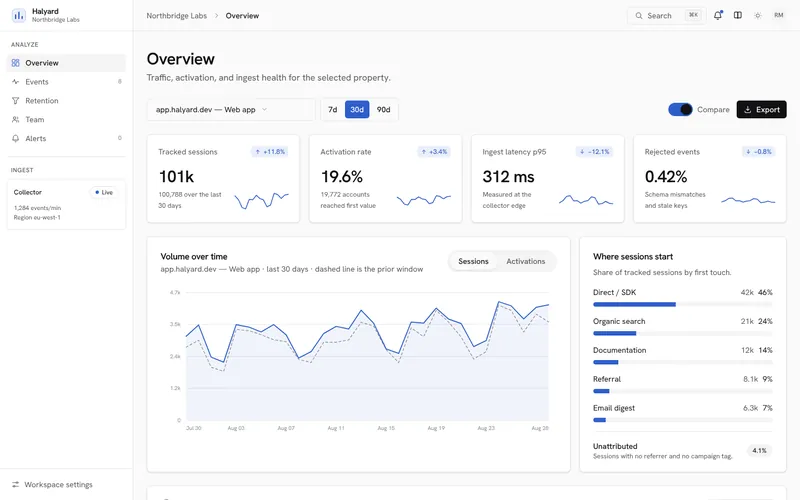 Halyard
Northbridge Labs
Northbridge Labs > Overview
Search
⌘K
RM
ANALYZE
Overview
Events 8
Retention
Team
Alerts 0
INGEST
Collector
Live
1,284 events/min
Region eu-west-1
Workspace settings
Overview
Traffic, activation, and ingest health for the selected property.
app.halyard.dev — Web app
7d 30d 90d
Compare
Export
Tracked sessions
↑ +11.8%
101k
100,788 over the last
30 days
Activation rate
↑ +3.4%
19.6%
19,772 accounts
reached first value
Ingest latency p95
↓ −12.1%
312 ms
Measured at the
collector edge
Rejected events
↓ −0.8%
0.42%
Schema mismatches
and stale keys
Volume over time
app.halyard.dev — Web app · last 30 days · dashed line is the prior window
Sessions Activations
4.7k
3.5k
2.4k
1.2k
0
Jul 30 Aug 03 Aug 07 Aug 11 Aug 15 Aug 19 Aug 23 Aug 28
Where sessions start
Share of tracked sessions by first touch.
Direct / SDK 42k 46%
Organic search 21k 24%
Documentation 12k 14%
Referral 8.1k 9%
Email digest 6.3k 7%
Unattributed
Sessions with no referrer and no campaign tag.
4.1%